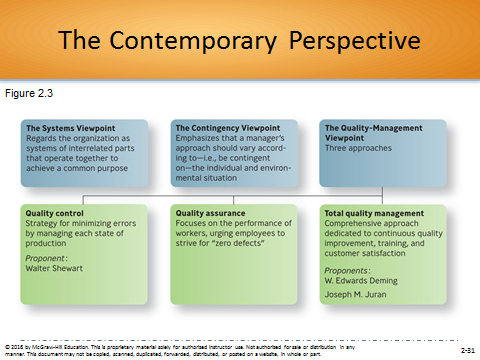 The Contemporary Perspective
Figure 2.3
The Systems Viewpoint
Regards the organization as
systems of interrelated parts
that operate together to
achieve a common purpose
The Contingency Viewpoint
Emphasizes that a manager's
approach should vary accord-
ing to—i.e., be contingent
on—the individual and environ-
mental situation
The Quality-Management
Viewpoint
Three approaches
Quality control
Strategy for minimizing errors
by managing each state of
production
Proponent:
Walter Shewart
Quality assurance
Focuses on the performance of
workers, urging employees to
strive for "zero defects"
Total quality management
Comprehensive approach
dedicated to continuous quality
improvement, training, and
customer satisfaction
Proponents:
W. Edwards Deming
Joseph M. Juran
© 2016 by McGraw-Hill Education. This is proprietary material solely for authorized instructor use. Not authorized for sale or distribution in any
manner. This document may not be copied, scanned, duplicated, forwarded, distributed, or posted on a website, in whole or part.
2-31